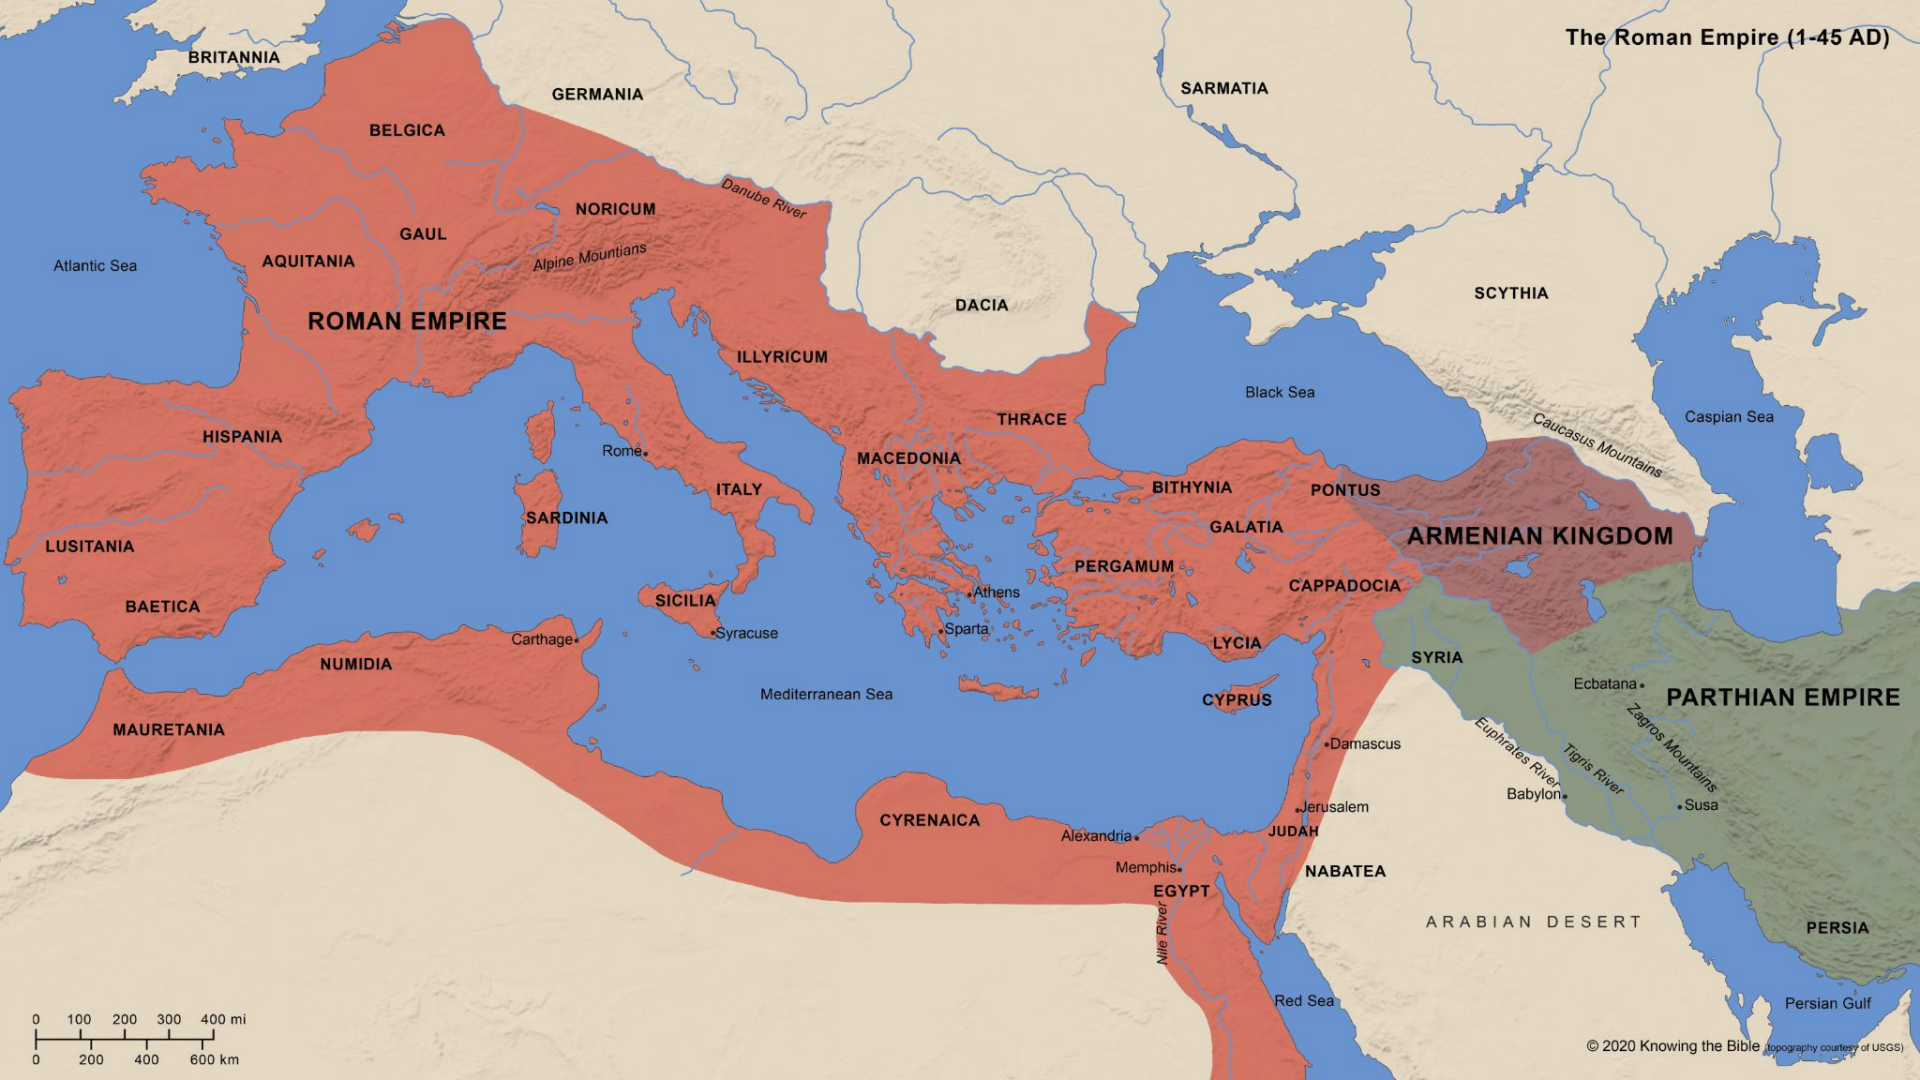 The Roman Empire (1-45 AD)
BRITANNIA
GERMANIA
SARMATIA
BELGICA
Danube River
NORICUM
GAUL
Alpine Mountians
AQUITANIA
Atlantic Sea
SCYTHIA
DACIA
ROMAN EMPIRE
ILLYRICUM
Black Sea
Caspian Sea
THRACE
Caucasus Mountains
HISPANIA
Rome
MACEDONIA
ITALY
BITHYNIA
PONTUS
SARDINIA
GALATIA
ARMENIAN KINGDOM
LUSITANIA
PERGAMUM
CAPPADOCIA
Athens
SICILIA
BAETICA
Sparta
Syracuse
Carthage
LYCIA
SYRIA
NUMIDIA
Ecbatana
Mediterranean Sea
CYPRUS
PARTHIAN EMPIRE
MAURETANIA
Damascus
Zagros Mountains
Euphrates River
Tigris River
Babylon
Susa
Jerusalem
CYRENAICA
JUDAH
Alexandria
Memphis
NABATEA
EGYPT
ARABIAN DESERT
PERSIA
Nile River
Red Sea
Persian Gulf
0 100 200 300 400 mi
0 200 400 600 km
© 2020 Knowing the Bible (topography courtesy of USGS)